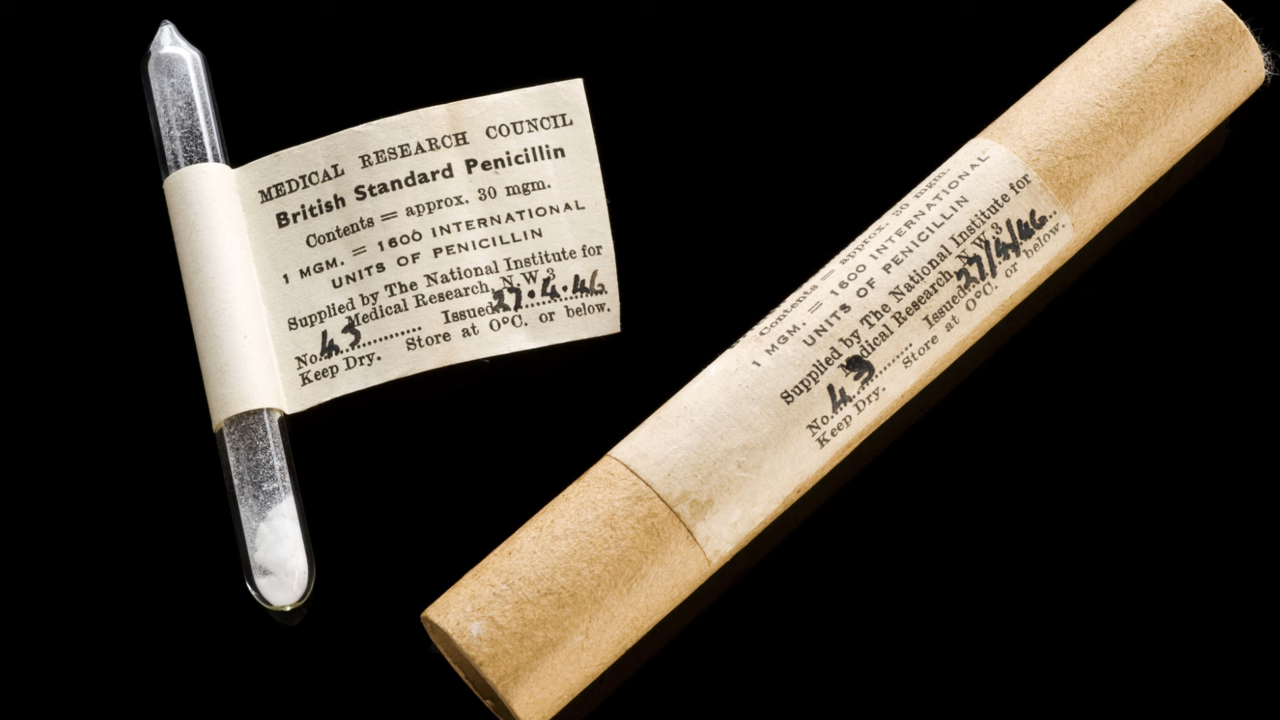 MEDICAL RESEARCH COUNCIL
British Standard Penicillin
Contents = approx. 30 mgm.
1 MGM. = 1600 INTERNATIONAL
UNITS OF PENICILLIN
Supplied by The National Institute for
Medical Research, N.W.3
No. 43 Issued 27.4.46
Keep Dry. Store at 0°C. or below.
Contents = approx. 30 mgm.
1 MGM. = 1600 INTERNATIONAL
UNITS OF PENICILLIN
Supplied by The National Institute for
Medical Research, N.W.3
No. 43 Issued 27/4/46
Keep Dry. Store at 0°C. or below.